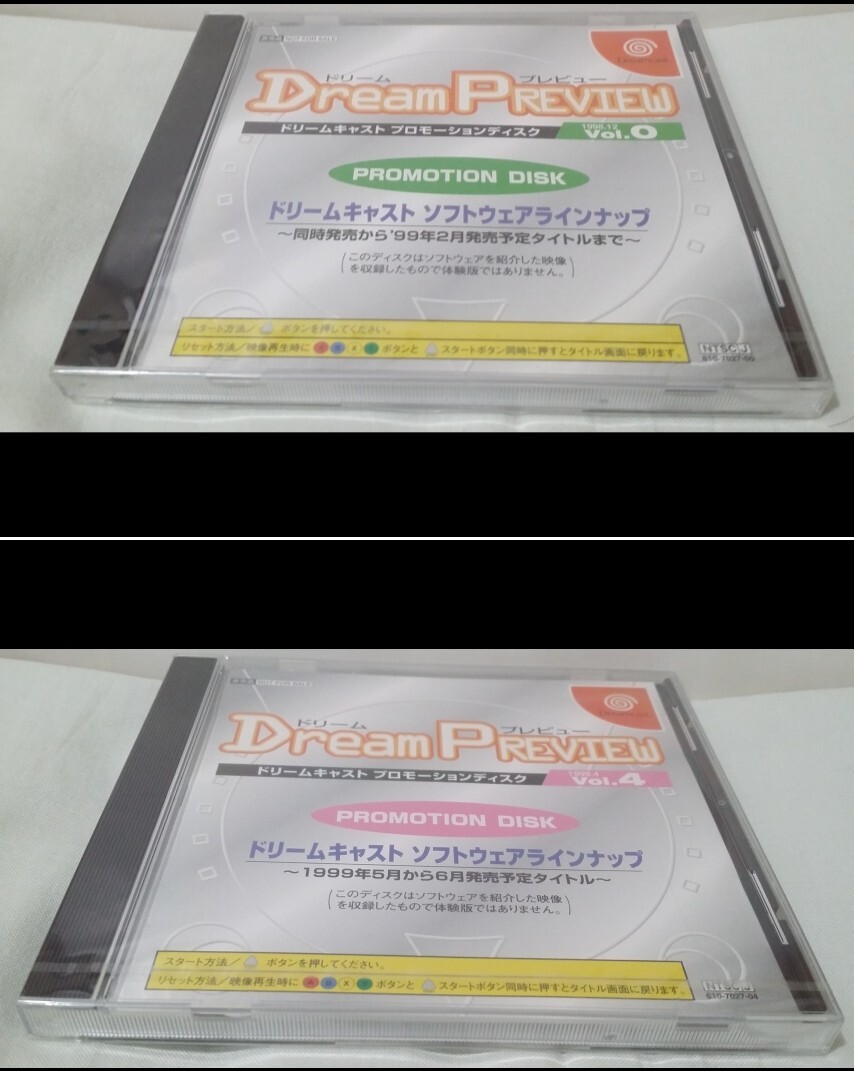 非売品 NOT FOR SALE
Dreamcast
ドリーム プレビュー
Dream PREVIEW
ドリームキャスト プロモーションディスク
1998.12
Vol.0
PROMOTION DISK
ドリームキャスト ソフトウェアラインナップ
〜同時発売から'99年2月発売予定タイトルまで〜
(このディスクはソフトウェアを紹介した映像
を収録したもので体験版ではありません。)
スタート方法/ ボタンを押してください。
リセット方法/映像再生時に A B X Y ボタンと スタートボタン同時に押すとタイトル画面に戻ります。
NTSC J
610-7027-00
非売品 NOT FOR SALE
Dreamcast
ドリーム プレビュー
Dream PREVIEW
ドリームキャスト プロモーションディスク
1999.4
Vol.4
PROMOTION DISK
ドリームキャスト ソフトウェアラインナップ
〜1999年5月から6月発売予定タイトル〜
(このディスクはソフトウェアを紹介した映像
を収録したもので体験版ではありません。)
スタート方法/ ボタンを押してください。
リセット方法/映像再生時に A B X Y ボタンと スタートボタン同時に押すとタイトル画面に戻ります。
NTSC J
610-7027-04